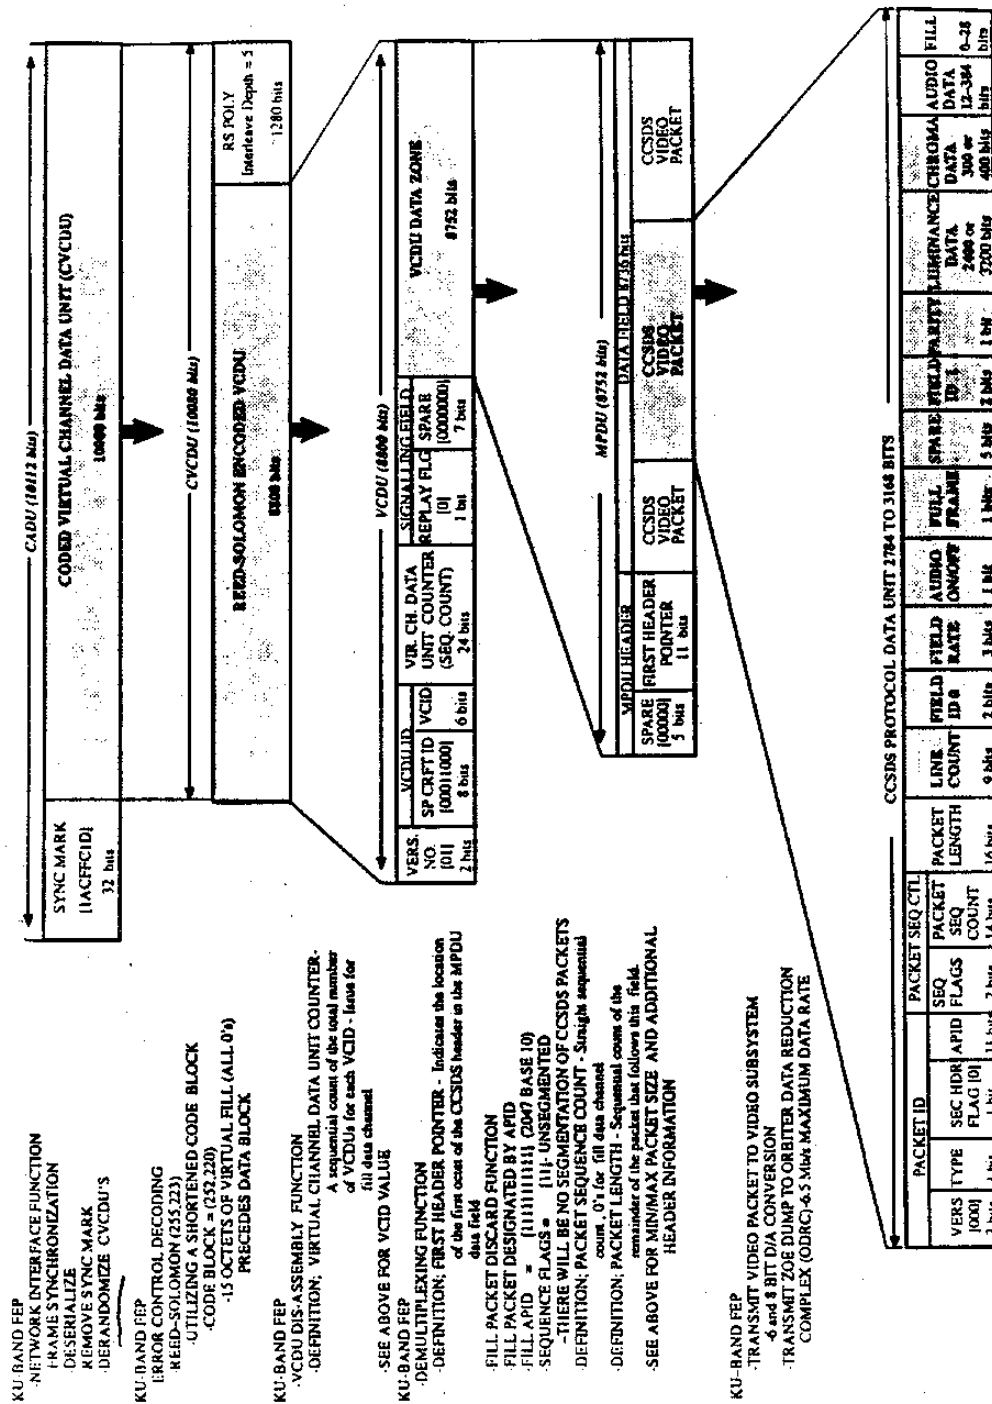 KU-BAND FEP
-NETWORK INTERFACE FUNCTION
FRAME SYNCHRONIZATION
-DESERIALIZE
REMOVE SYNC MARK
-DERANDOMIZE CVCDU'S
KU-BAND FEP
ERROR CONTROL DECODING
-REED-SOLOMON (255,223)
-UTILIZING A SHORTENED CODE BLOCK
-CODE BLOCK = (252,220)
-15 OCTETS OF VIRTUAL FILL (ALL 0's)
PRECEDES DATA BLOCK
KU-BAND FEP
-VCDU DIS-ASSEMBLY FUNCTION
-DEFINITION; VIRTUAL CHANNEL DATA UNIT COUNTER-
A sequential count of the total number
of VCDUs for each VCID - Issue for
fill data channel
-SEE ABOVE FOR VCID VALUE
KU-BAND FEP
-DEMULTIPLEXING FUNCTION
-DEFINITION; FIRST HEADER POINTER - Indicates the location
of the first octet of the CCSDS header in the MPDU
data field
-FILL PACKET DISCARD FUNCTION
-FILL PACKET DESIGNATED BY APID
-FILL APID = [11111111111] (2047 BASE 10)
-SEQUENCE FLAGS = [11]- UNSEGMENTED
-THERE WILL BE NO SEGMENTATION OF CCSDS PACKETS
-DEFINITION; PACKET SEQUENCE COUNT - Straight sequential
count, 0's for fill data channel
-DEFINITION; PACKET LENGTH - Sequential count of the
remainder of the packet that follows this field.
-SEE ABOVE FOR MIN/MAX PACKET SIZE AND ADDITIONAL
HEADER INFORMATION
KU-BAND FEP
-TRANSMIT VIDEO PACKET TO VIDEO SUBSYSTEM
-6 and 8 BIT D/A CONVERSION
-TRANSMIT ZOE DUMP TO ORBITER DATA REDUCTION
COMPLEX (ODRC)-6.5 Mb/s MAXIMUM DATA RATE
CADU (10112 bits)
SYNC MARK
[1ACFFC1D]
32 bits
CODED VIRTUAL CHANNEL DATA UNIT (CVCDU)
10080 bits
CVCDU (10080 bits)
REED-SOLOMON ENCODED VCDU
8800 bits
RS POLY
Interleave Depth = 5
1280 bits
VCDU (8800 bits)
VERS. NO. [01] 2 bits
VCDU ID
SP CRFT ID [00011000] 8 bits
VCID 6 bits
VIR. CH. DATA UNIT COUNTER (SEQ. COUNT) 24 bits
SIGNALLING FIELD
REPLAY FLG [0] 1 bit
SPARE [0000000] 7 bits
VCDU DATA ZONE
8752 bits
MPDU (8752 bits)
MPDU HEADER
SPARE [00000] 5 bits
FIRST HEADER POINTER 11 bits
DATA FIELD 8736 bits
CCSDS VIDEO PACKET
CCSDS VIDEO PACKET
CCSDS VIDEO PACKET
CCSDS PROTOCOL DATA UNIT 2784 TO 3168 BITS
PACKET ID
VERS [000]
TYPE
SEC HDR FLAG [0]
APID
PACKET SEQ CTL
SEQ FLAGS
PACKET SEQ COUNT
PACKET LENGTH 16 bits
LINE COUNT 9 bits
FIELD ID 0 2 bits
FIELD RATE 3 bits
AUDIO ON/OFF 1 bit
FULL FRAME 1 bit
SPARE 5 bits
FIELD ID 1 2 bits
PARITY 1 bit
LUMINANCE DATA 2400 or 3200 bits
CHROMA DATA 300 or 400 bits
AUDIO DATA 12-384 bits
FILL 0-28 bits